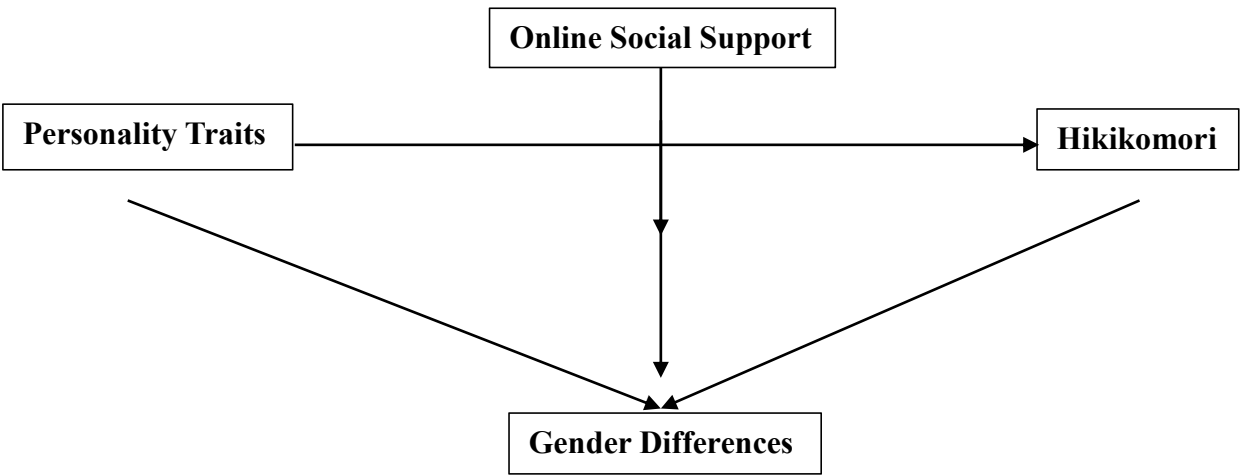 Online Social Support
Personality Traits
Hikikomori
Gender Differences